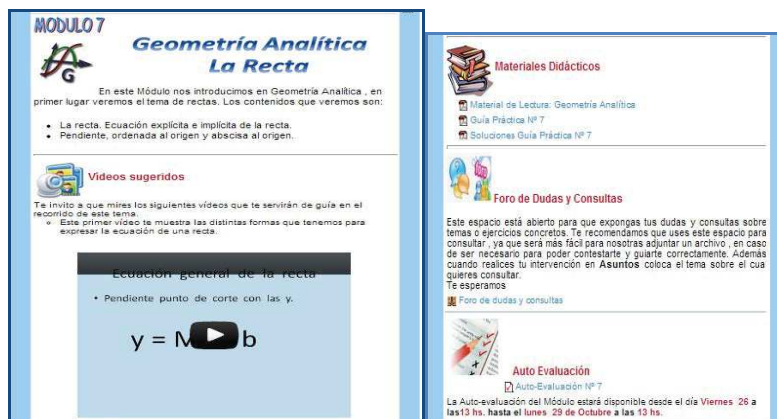 MODULO 7
Geometría Analítica
La Recta
G
En este Módulo nos introducimos en Geometría Analítica , en
primer lugar veremos el tema de rectas. Los contenidos que veremos son:
• La recta. Ecuación explícita e implícita de la recta.
• Pendiente, ordenada al origen y abscisa al origen.
Videos sugeridos
Te invito a que mires los siguientes vídeos que te servirán de guía en el
recorrido de este tema.
Este primer vídeo te muestra las distintas formas que tenemos para
expresar la ecuación de una recta.
Ecuación general de la recta
• Pendiente punto de corte con las y.
y = M b
Materiales Didácticos
Material de Lectura: Geometría Analítica
Guía Práctica Nº 7
Soluciones Guía Práctica Nº 7
Foro de Dudas y Consultas
Este espacio está abierto para que expongas tus dudas y consultas sobre
temas o ejercicios concretos. Te recomendamos que uses este espacio para
consultar , ya que será más fácil para nosotras adjuntar un archivo , en caso
de ser necesario para poder contestarte y guiarte correctamente. Además
cuando realices tu intervención en Asuntos coloca el tema sobre el cua
quieres consultar.
Te esperamos
Foro de dudas y consultas
Auto Evaluación
Auto-Evaluación Nº 7
La Auto-evaluación del Módulo estará disponible desde el día Viernes 26 a
las13 hs. hasta el lunes 29 de Octubre a las 13 hs.